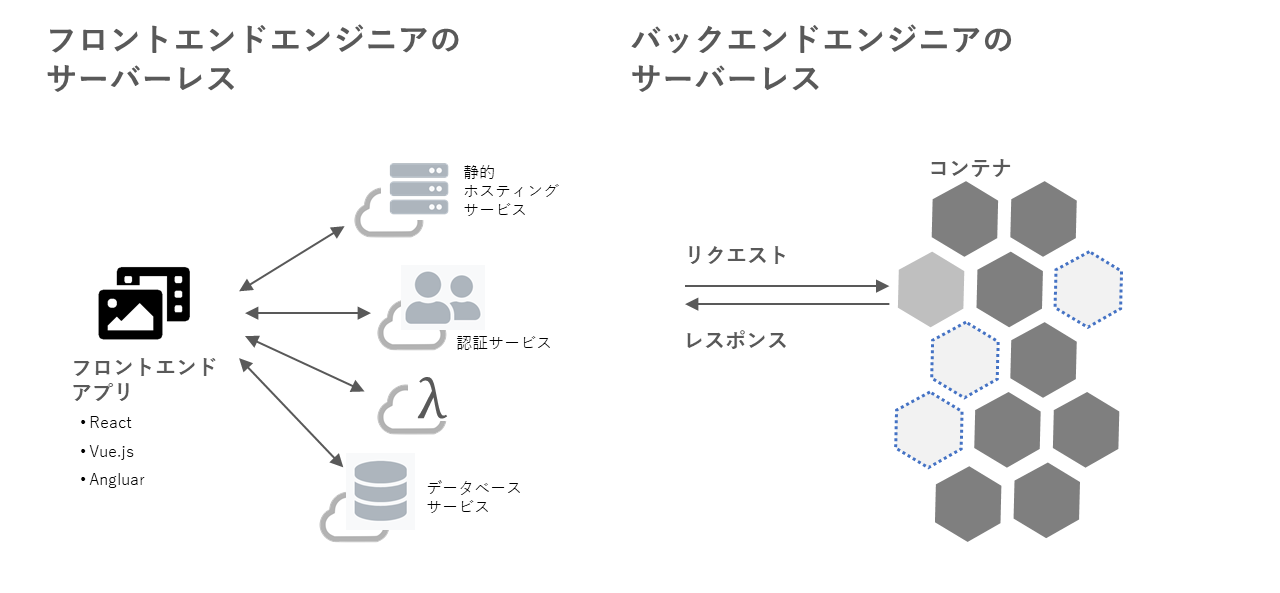 フロントエンドエンジニアの
サーバーレス
静的
ホスティング
サービス
認証サービス
λ
データベース
サービス
フロントエンド
アプリ
• React
• Vue.js
• Angluar
バックエンドエンジニアの
サーバーレス
コンテナ
リクエスト
レスポンス